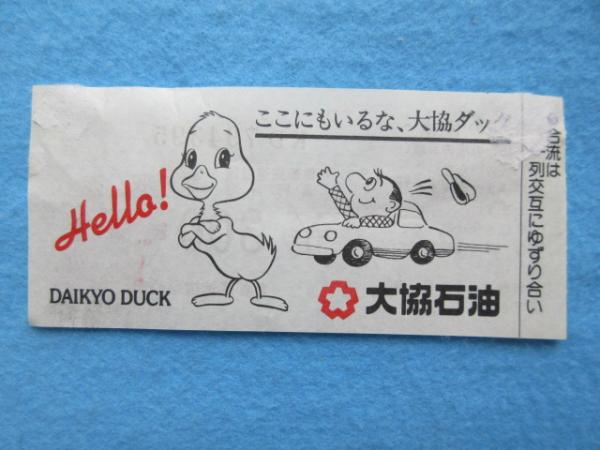 ここにもいるな、大協ダッ
Hello!
DAIKYO DUCK
大協石油
合流は
一列交互にゆずり合い